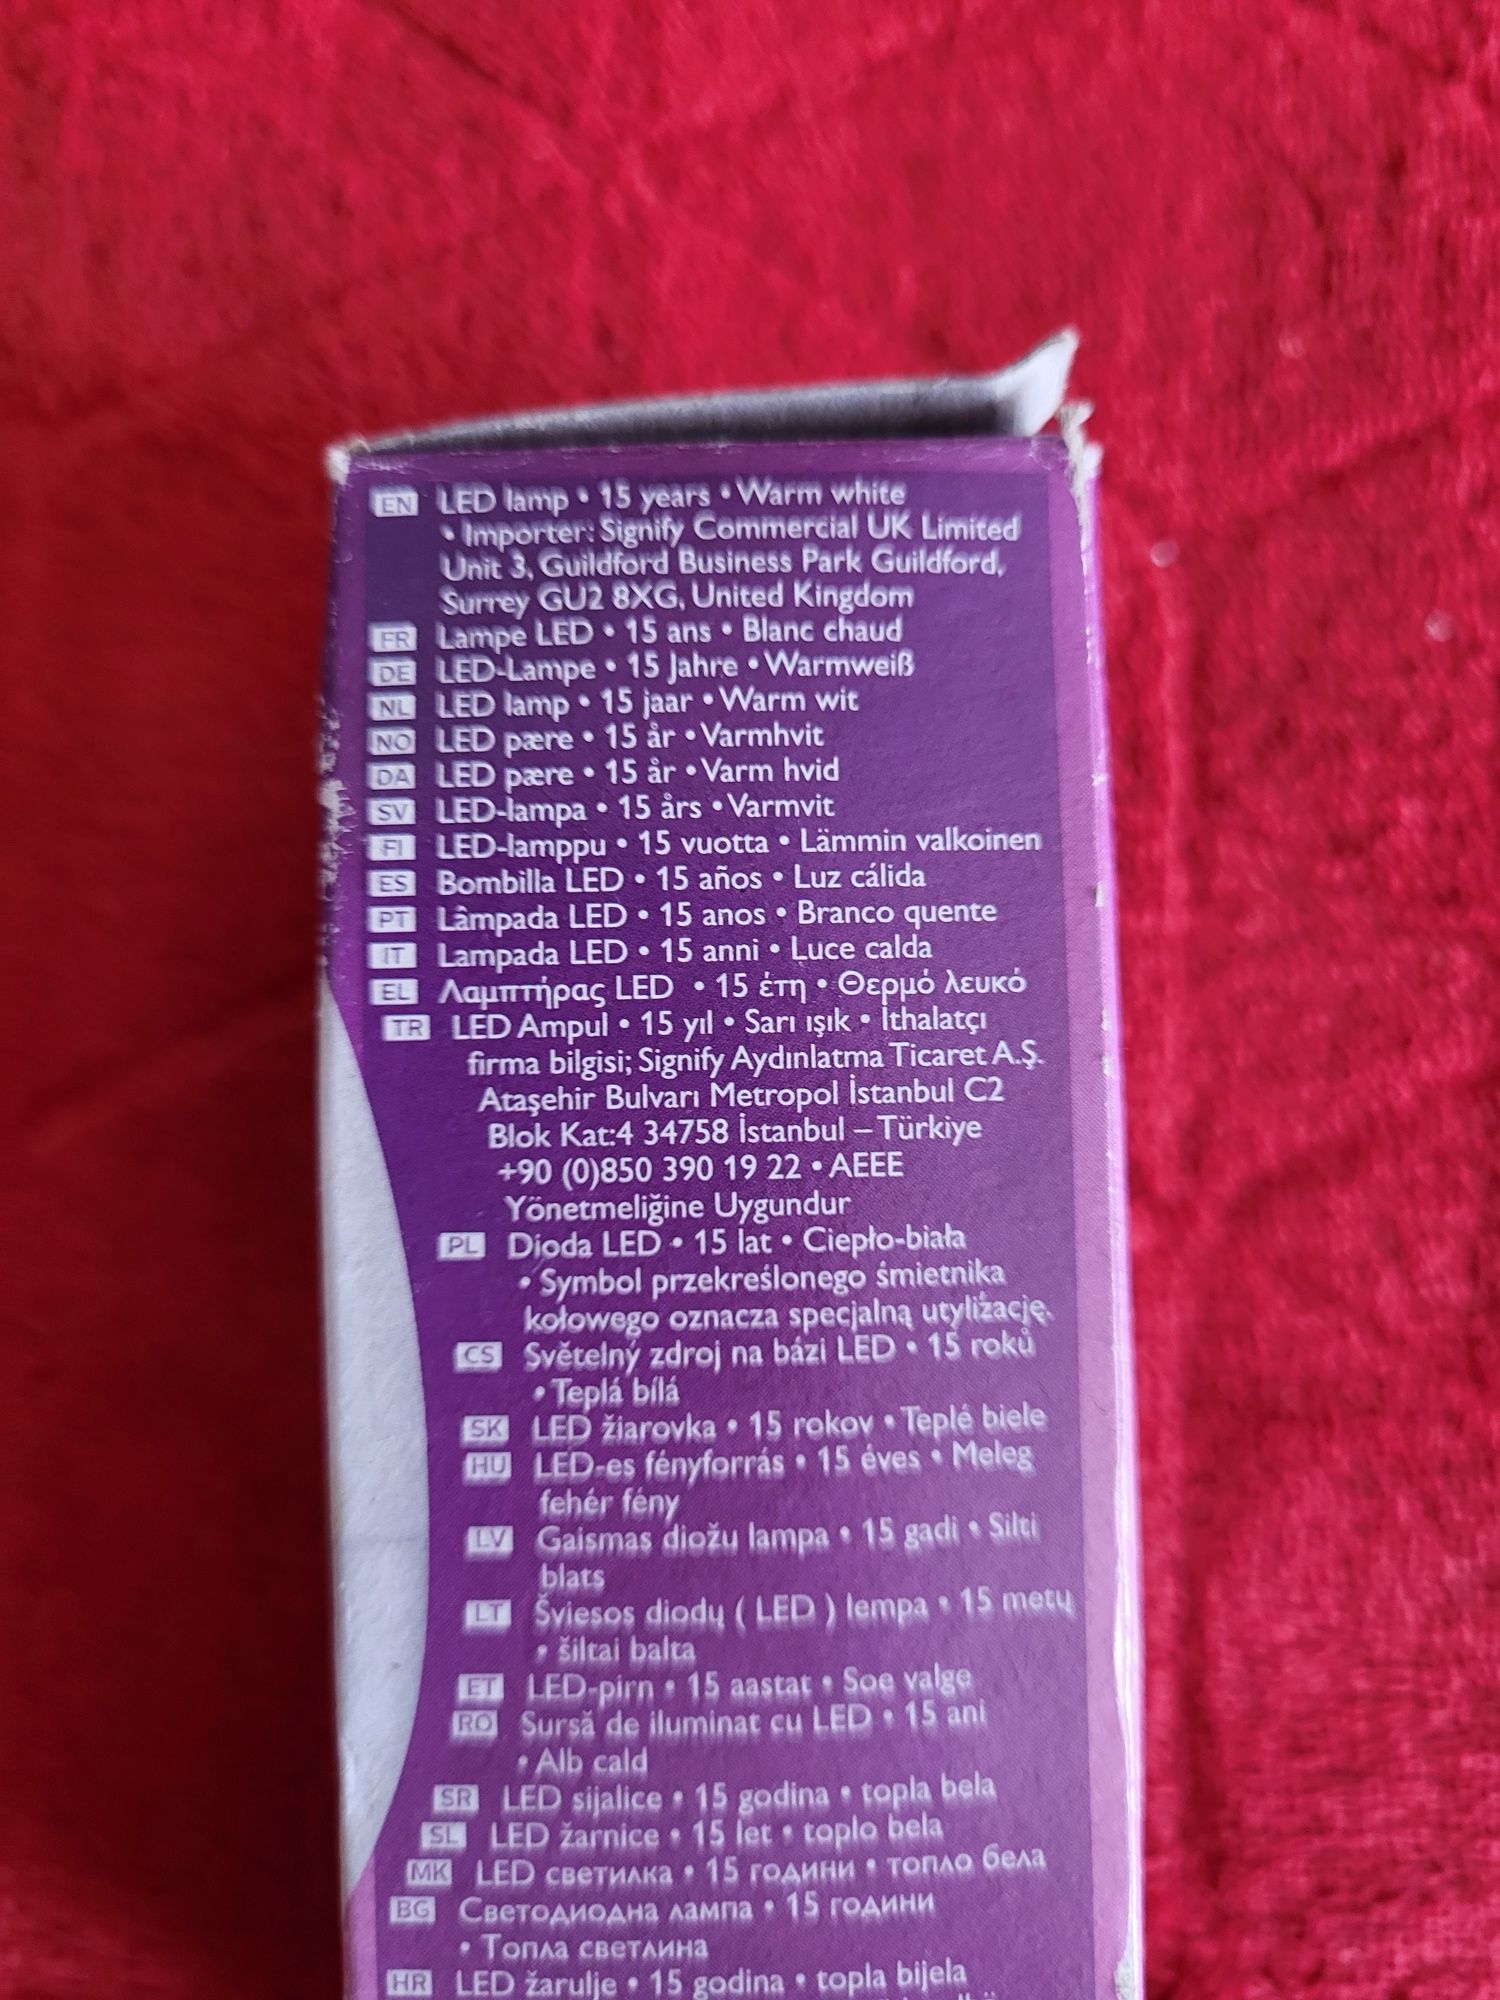 EN LED lamp • 15 years • Warm white
• Importer: Signify Commercial UK Limited
Unit 3, Guildford Business Park Guildford,
Surrey GU2 8XG, United Kingdom
FR Lampe LED • 15 ans • Blanc chaud
DE LED-Lampe • 15 Jahre • Warmweiß
NL LED lamp • 15 jaar • Warm wit
NO LED pære • 15 år • Varmhvit
DA LED pære • 15 år • Varm hvid
SV LED-lampa • 15 års • Varmvit
FI LED-lamppu • 15 vuotta • Lämmin valkoinen
ES Bombilla LED • 15 años • Luz cálida
PT Lâmpada LED • 15 anos • Branco quente
IT Lampada LED • 15 anni • Luce calda
EL Λαμπτήρας LED • 15 έτη • Θερμό λευκό
TR LED Ampul • 15 yıl • Sarı ışık • İthalatçı
firma bilgisi; Signify Aydınlatma Ticaret A.Ş.
Ataşehir Bulvarı Metropol İstanbul C2
Blok Kat:4 34758 İstanbul – Türkiye
+90 (0)850 390 19 22 • AEEE
Yönetmeliğine Uygundur
PL Dioda LED • 15 lat • Ciepło-biała
• Symbol przekreślonego śmietnika
kołowego oznacza specjalną utylizację.
CS Světelný zdroj na bázi LED • 15 roků
• Teplá bílá
SK LED žiarovka • 15 rokov • Teplé biele
HU LED-es fényforrás • 15 éves • Meleg
fehér fény
LV Gaismas diožu lampa • 15 gadi • Silti
blats
LT Šviesos diodų ( LED ) lempa • 15 metų
• šiltai balta
ET LED-pirn • 15 aastat • Soe valge
RO Sursă de iluminat cu LED • 15 ani
• Alb cald
SR LED sijalice • 15 godina • topla bela
SL LED žarnice • 15 let • toplo bela
MK LED светилка • 15 години • топло бела
BG Светодиодна лампа • 15 години
• Топла светлина
HR LED žarulje • 15 godina • topla bijela